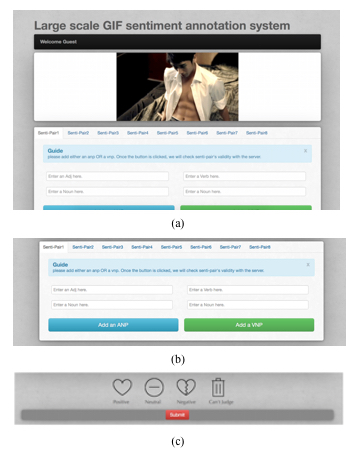 Large scale GIF sentiment annotation system
Welcome Guest
Senti-Pair1 Senti-Pair2 Senti-Pair3 Senti-Pair4 Senti-Pair5 Senti-Pair6 Senti-Pair7 Senti-Pair8
Guide x
please add either an anp OR a vnp. Once the button is clicked, we will check senti-pair's validity with the server.
Enter an Adj here. Enter a Verb here.
Enter a Noun here. Enter a Noun here.
(a)
Senti-Pair1 Senti-Pair2 Senti-Pair3 Senti-Pair4 Senti-Pair5 Senti-Pair6 Senti-Pair7 Senti-Pair8
Guide x
please add either an anp OR a vnp. Once the button is clicked, we will check senti-pair's validity with the server.
Enter an Adj here. Enter a Verb here.
Enter a Noun here. Enter a Noun here.
Add an ANP Add a VNP
(b)
Positive Neutral Negative Can't Judge
Submit
(c)